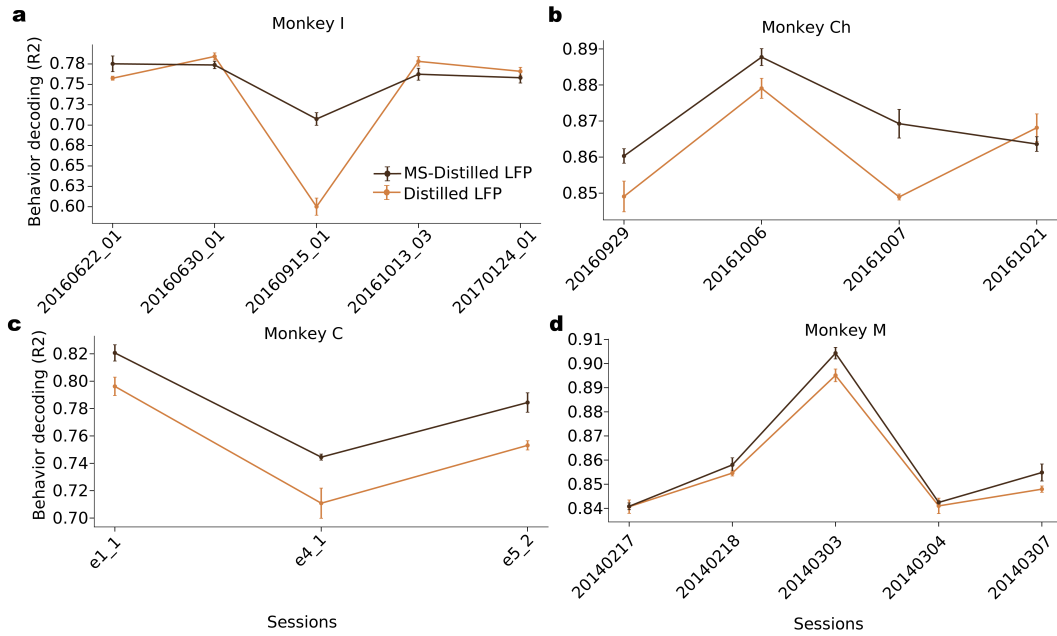 a
Monkey I
Behavior decoding (R2)
0.78
0.75
0.73
0.70
0.68
0.65
0.63
0.60
MS-Distilled LFP
Distilled LFP
20160622_01
20160630_01
20160915_01
20161013_03
20170124_01
b
Monkey Ch
0.89
0.88
0.87
0.86
0.85
20160929
20161006
20161007
20161021
c
Monkey C
Behavior decoding (R2)
0.82
0.80
0.78
0.76
0.74
0.72
0.70
e1_1
e4_1
e5_2
Sessions
d
Monkey M
0.91
0.90
0.89
0.88
0.87
0.86
0.85
0.84
20140217
20140218
20140303
20140304
20140307
Sessions